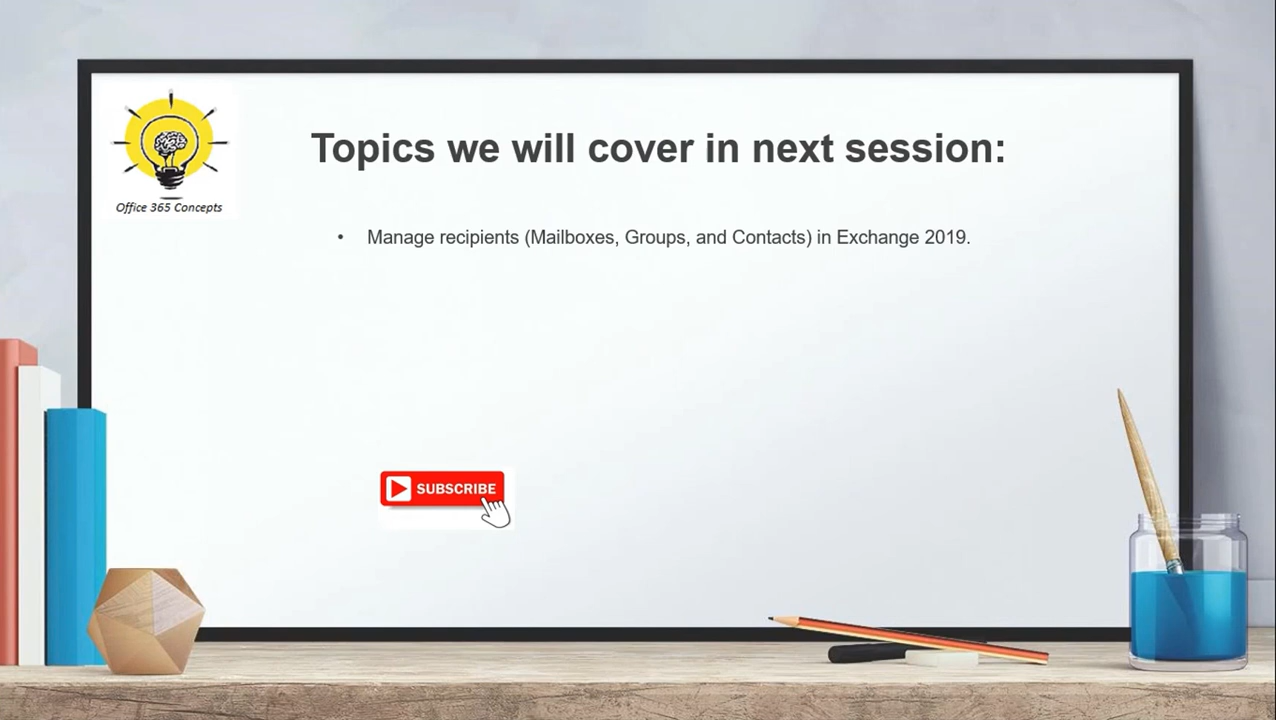 Topics we will cover in next session:
Office 365 Concepts
• Manage recipients (Mailboxes, Groups, and Contacts) in Exchange 2019.
SUBSCRIBE